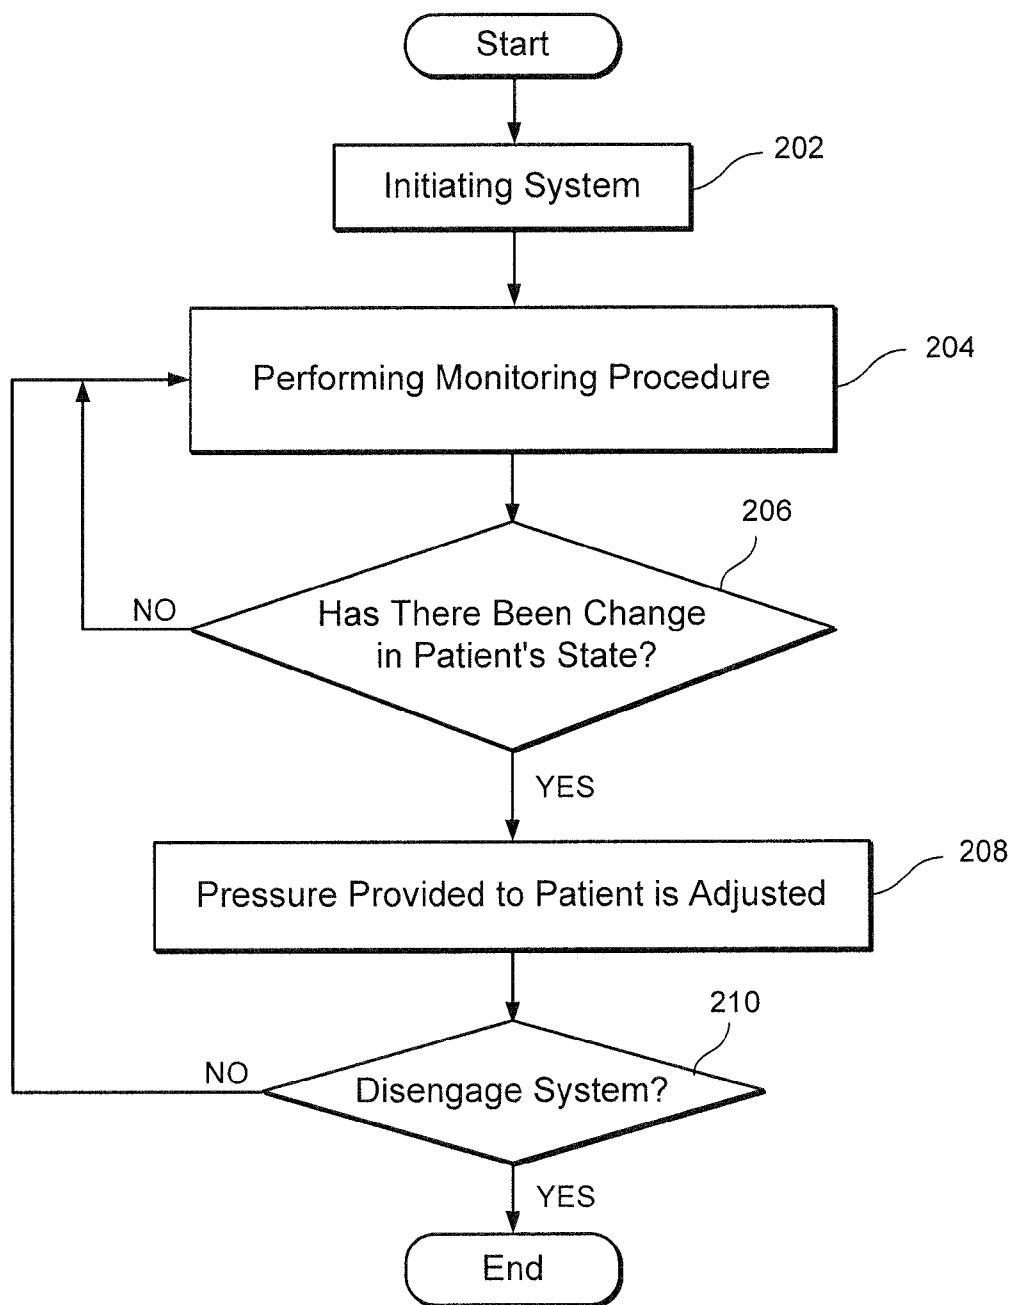 Start
202
Initiating System
204
Performing Monitoring Procedure
206
Has There Been Change
in Patient's State?
NO
YES
208
Pressure Provided to Patient is Adjusted
210
Disengage System?
NO
YES
End